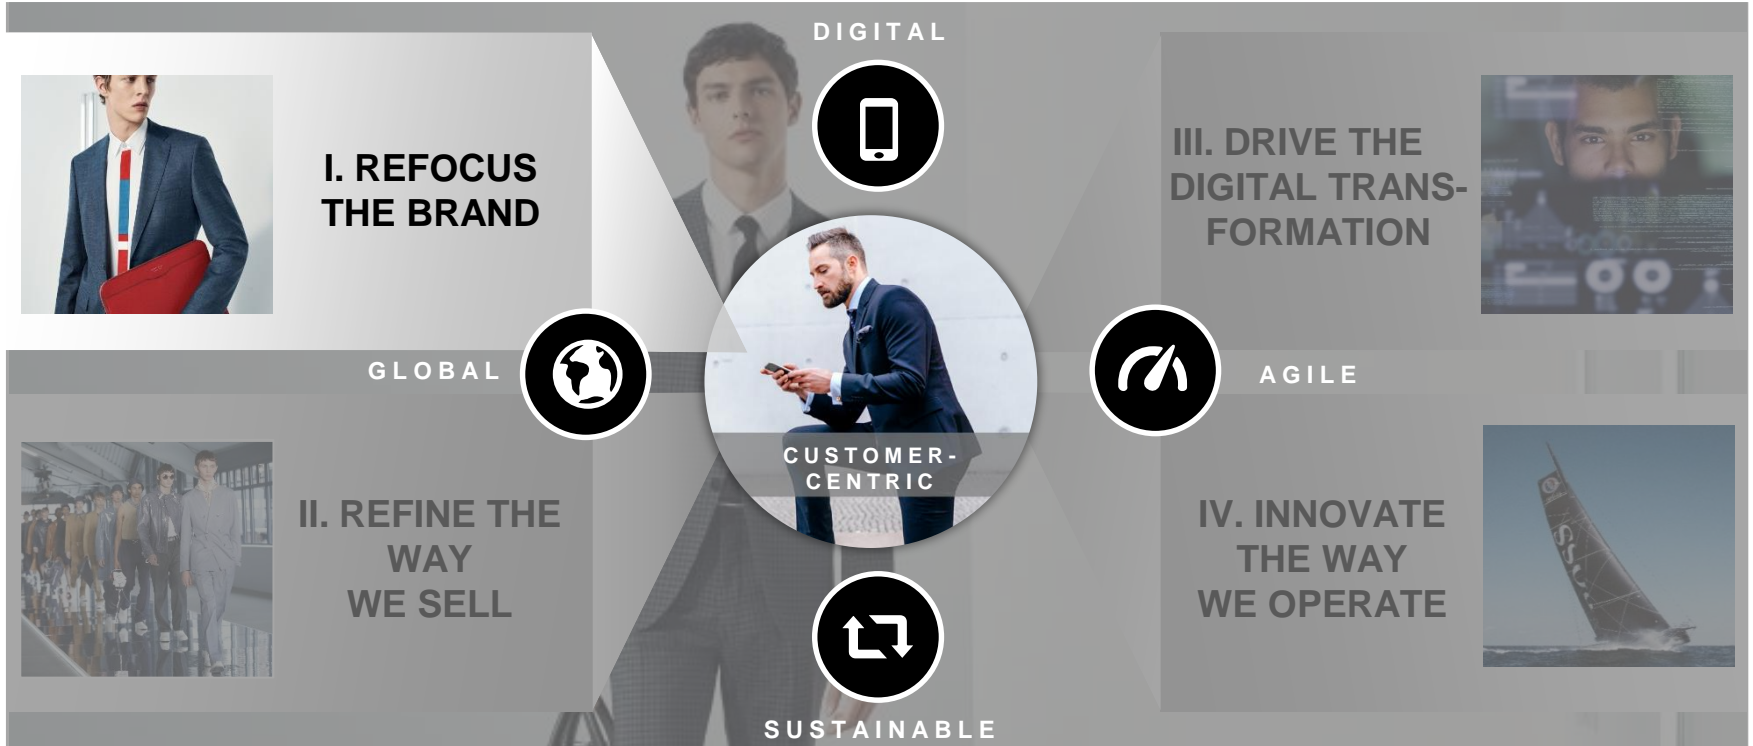 DIGITAL
I. REFOCUS
THE BRAND
III. DRIVE THE
DIGITAL TRANS-
FORMATION
GLOBAL
AGILE
CUSTOMER-
CENTRIC
II. REFINE THE
WAY
WE SELL
IV. INNOVATE
THE WAY
WE OPERATE
SUSTAINABLE